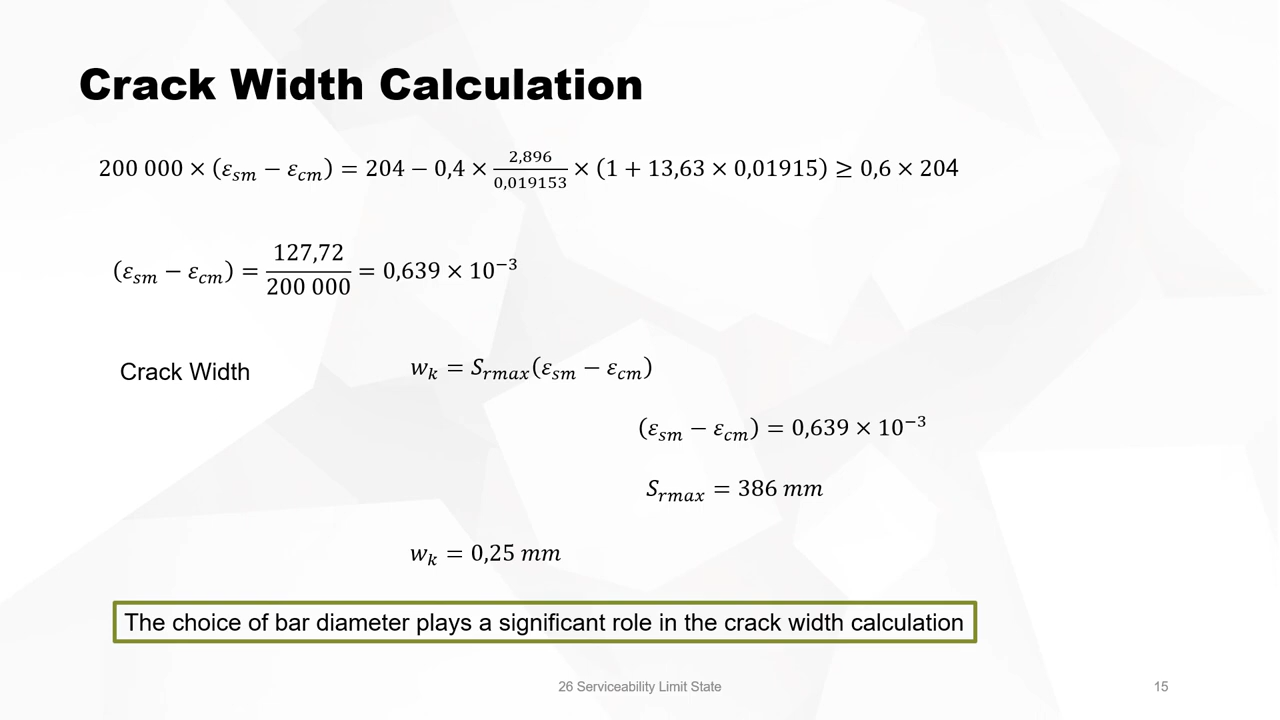 Crack Width Calculation
200 000 × (ε_sm − ε_cm) = 204 − 0,4 × 2,896/0,019153 × (1 + 13,63 × 0,01915) ≥ 0,6 × 204
(ε_sm − ε_cm) = 127,72/200 000 = 0,639 × 10⁻³
Crack Width w_k = S_rmax(ε_sm − ε_cm)
(ε_sm − ε_cm) = 0,639 × 10⁻³
S_rmax = 386 mm
w_k = 0,25 mm
The choice of bar diameter plays a significant role in the crack width calculation
26 Serviceability Limit State 15